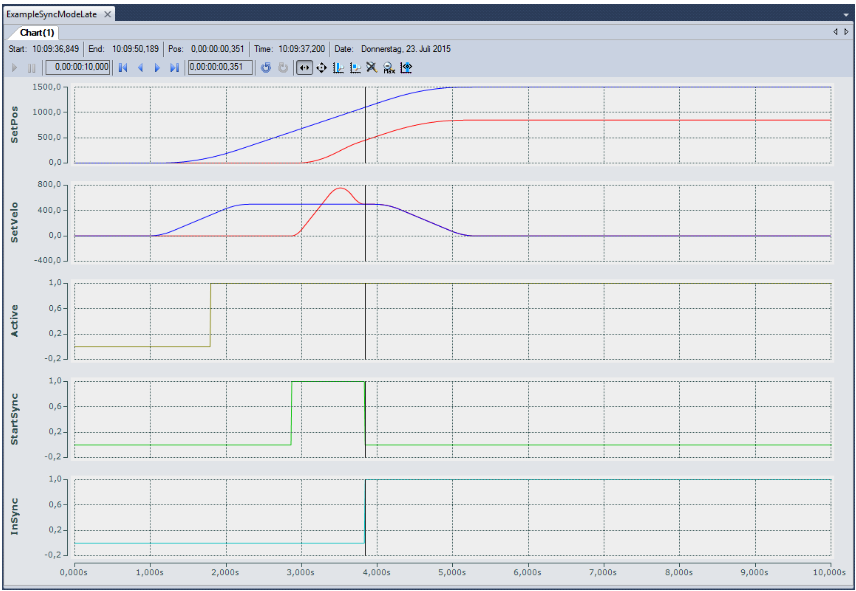 ExampleSyncModeLate
Chart(1)
Start: 10:09:36,849 End: 10:09:50,189 Pos: 0,00:00:00,351 Time: 10:09:37,200 Date: Donnerstag, 23. Juli 2015
0,00:00:10,000 0,00:00:00,351
SetPos
1500,0
1000,0
500,0
0,0
SetVelo
800,0
400,0
0,0
-400,0
Active
1,0
0,6
0,2
-0,2
StartSync
1,0
0,6
0,2
-0,2
InSync
1,0
0,6
0,2
-0,2
0,000s 1,000s 2,000s 3,000s 4,000s 5,000s 6,000s 7,000s 8,000s 9,000s 10,000s